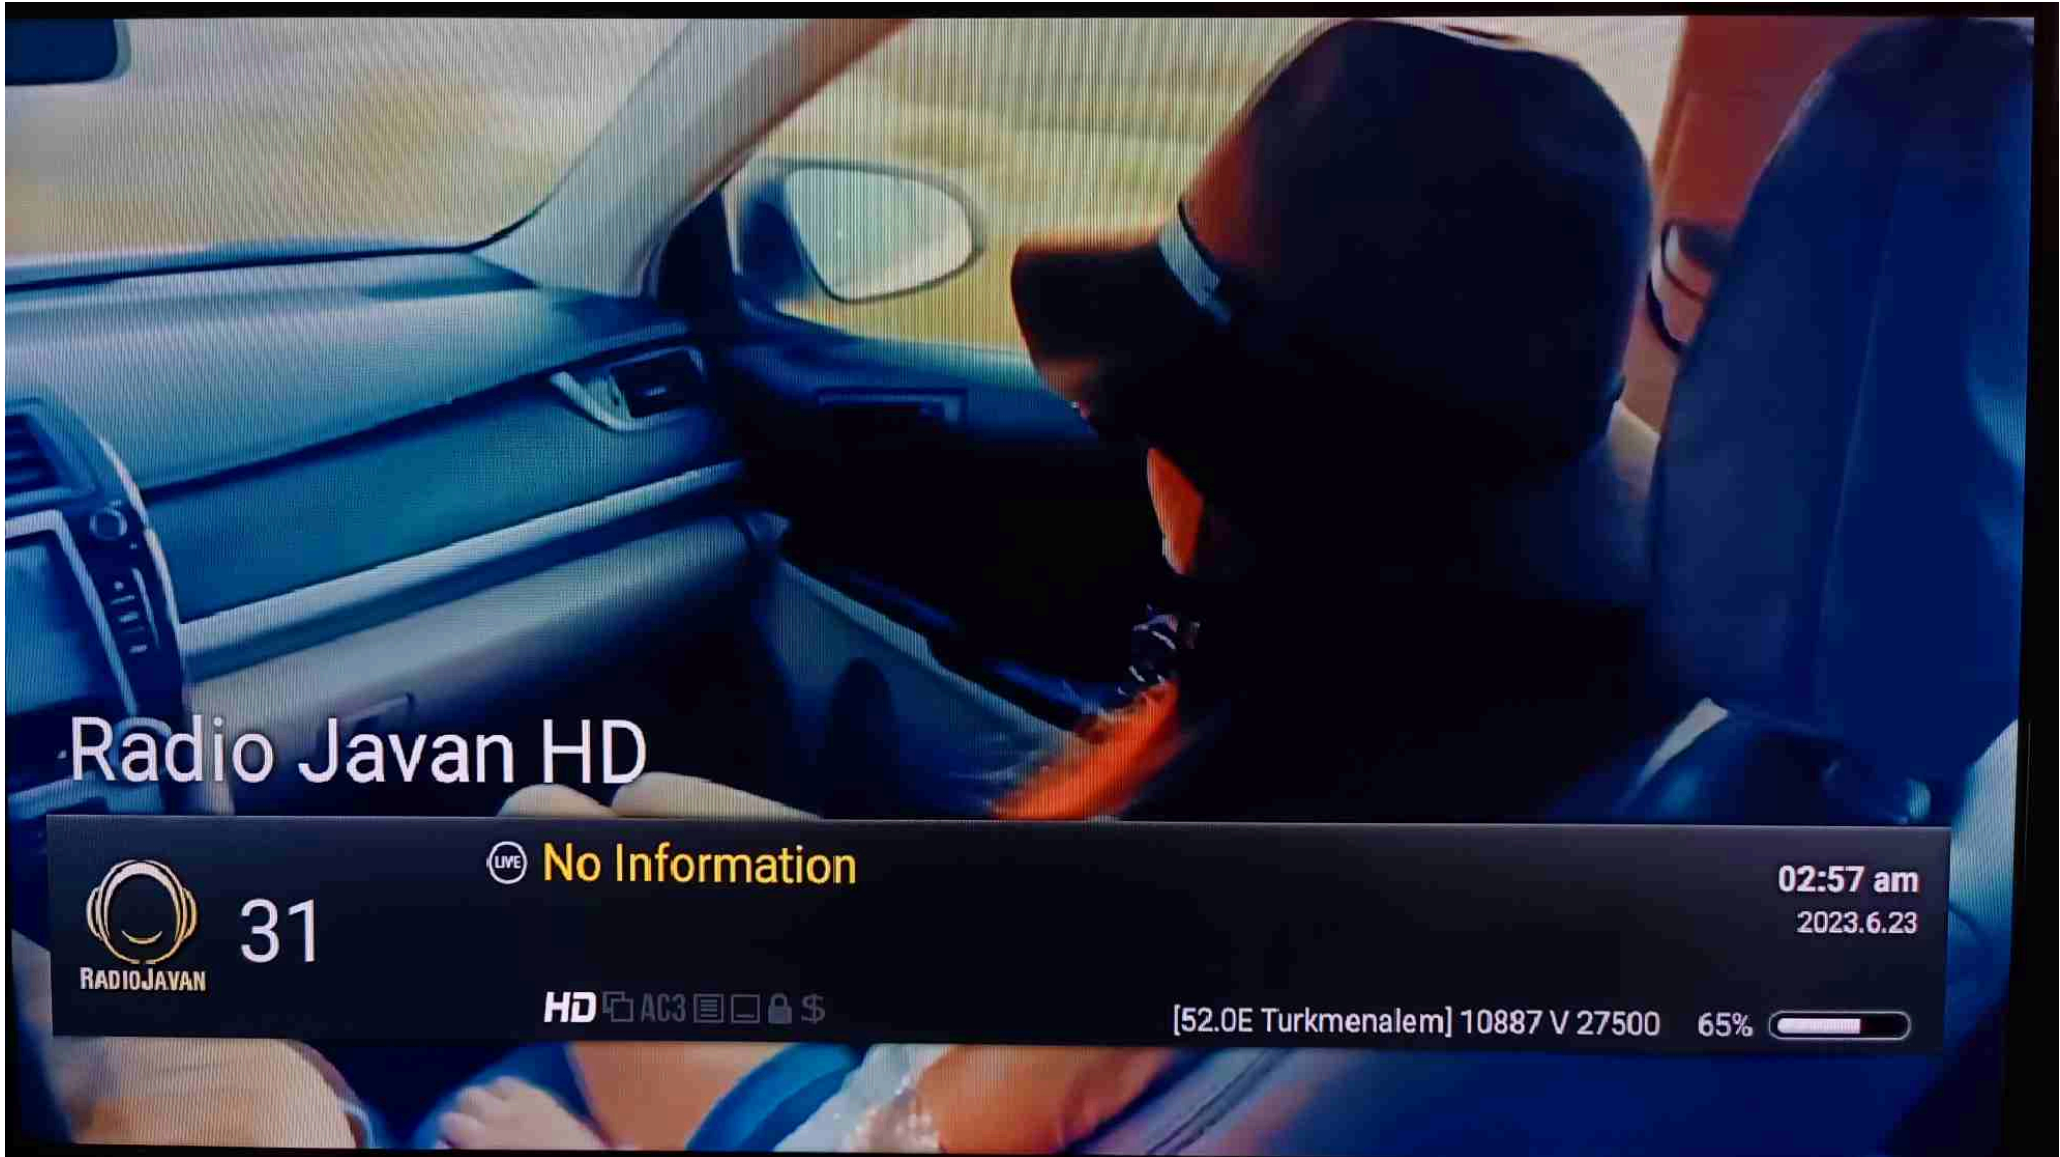 Radio Javan HD
LIVE No Information
02:57 am
2023.6.23
31
RADIOJAVAN
HD AC3 $
[52.0E Turkmenalem] 10887 V 27500 65%